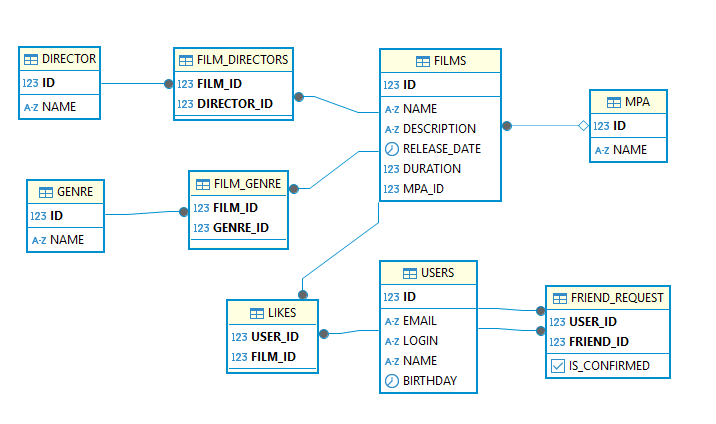 DIRECTOR
123 ID
A-Z NAME
FILM_DIRECTORS
123 FILM_ID
123 DIRECTOR_ID
FILMS
123 ID
A-Z NAME
A-Z DESCRIPTION
RELEASE_DATE
123 DURATION
123 MPA_ID
MPA
123 ID
A-Z NAME
GENRE
123 ID
A-Z NAME
FILM_GENRE
123 FILM_ID
123 GENRE_ID
LIKES
123 USER_ID
123 FILM_ID
USERS
123 ID
A-Z EMAIL
A-Z LOGIN
A-Z NAME
BIRTHDAY
FRIEND_REQUEST
123 USER_ID
123 FRIEND_ID
IS_CONFIRMED